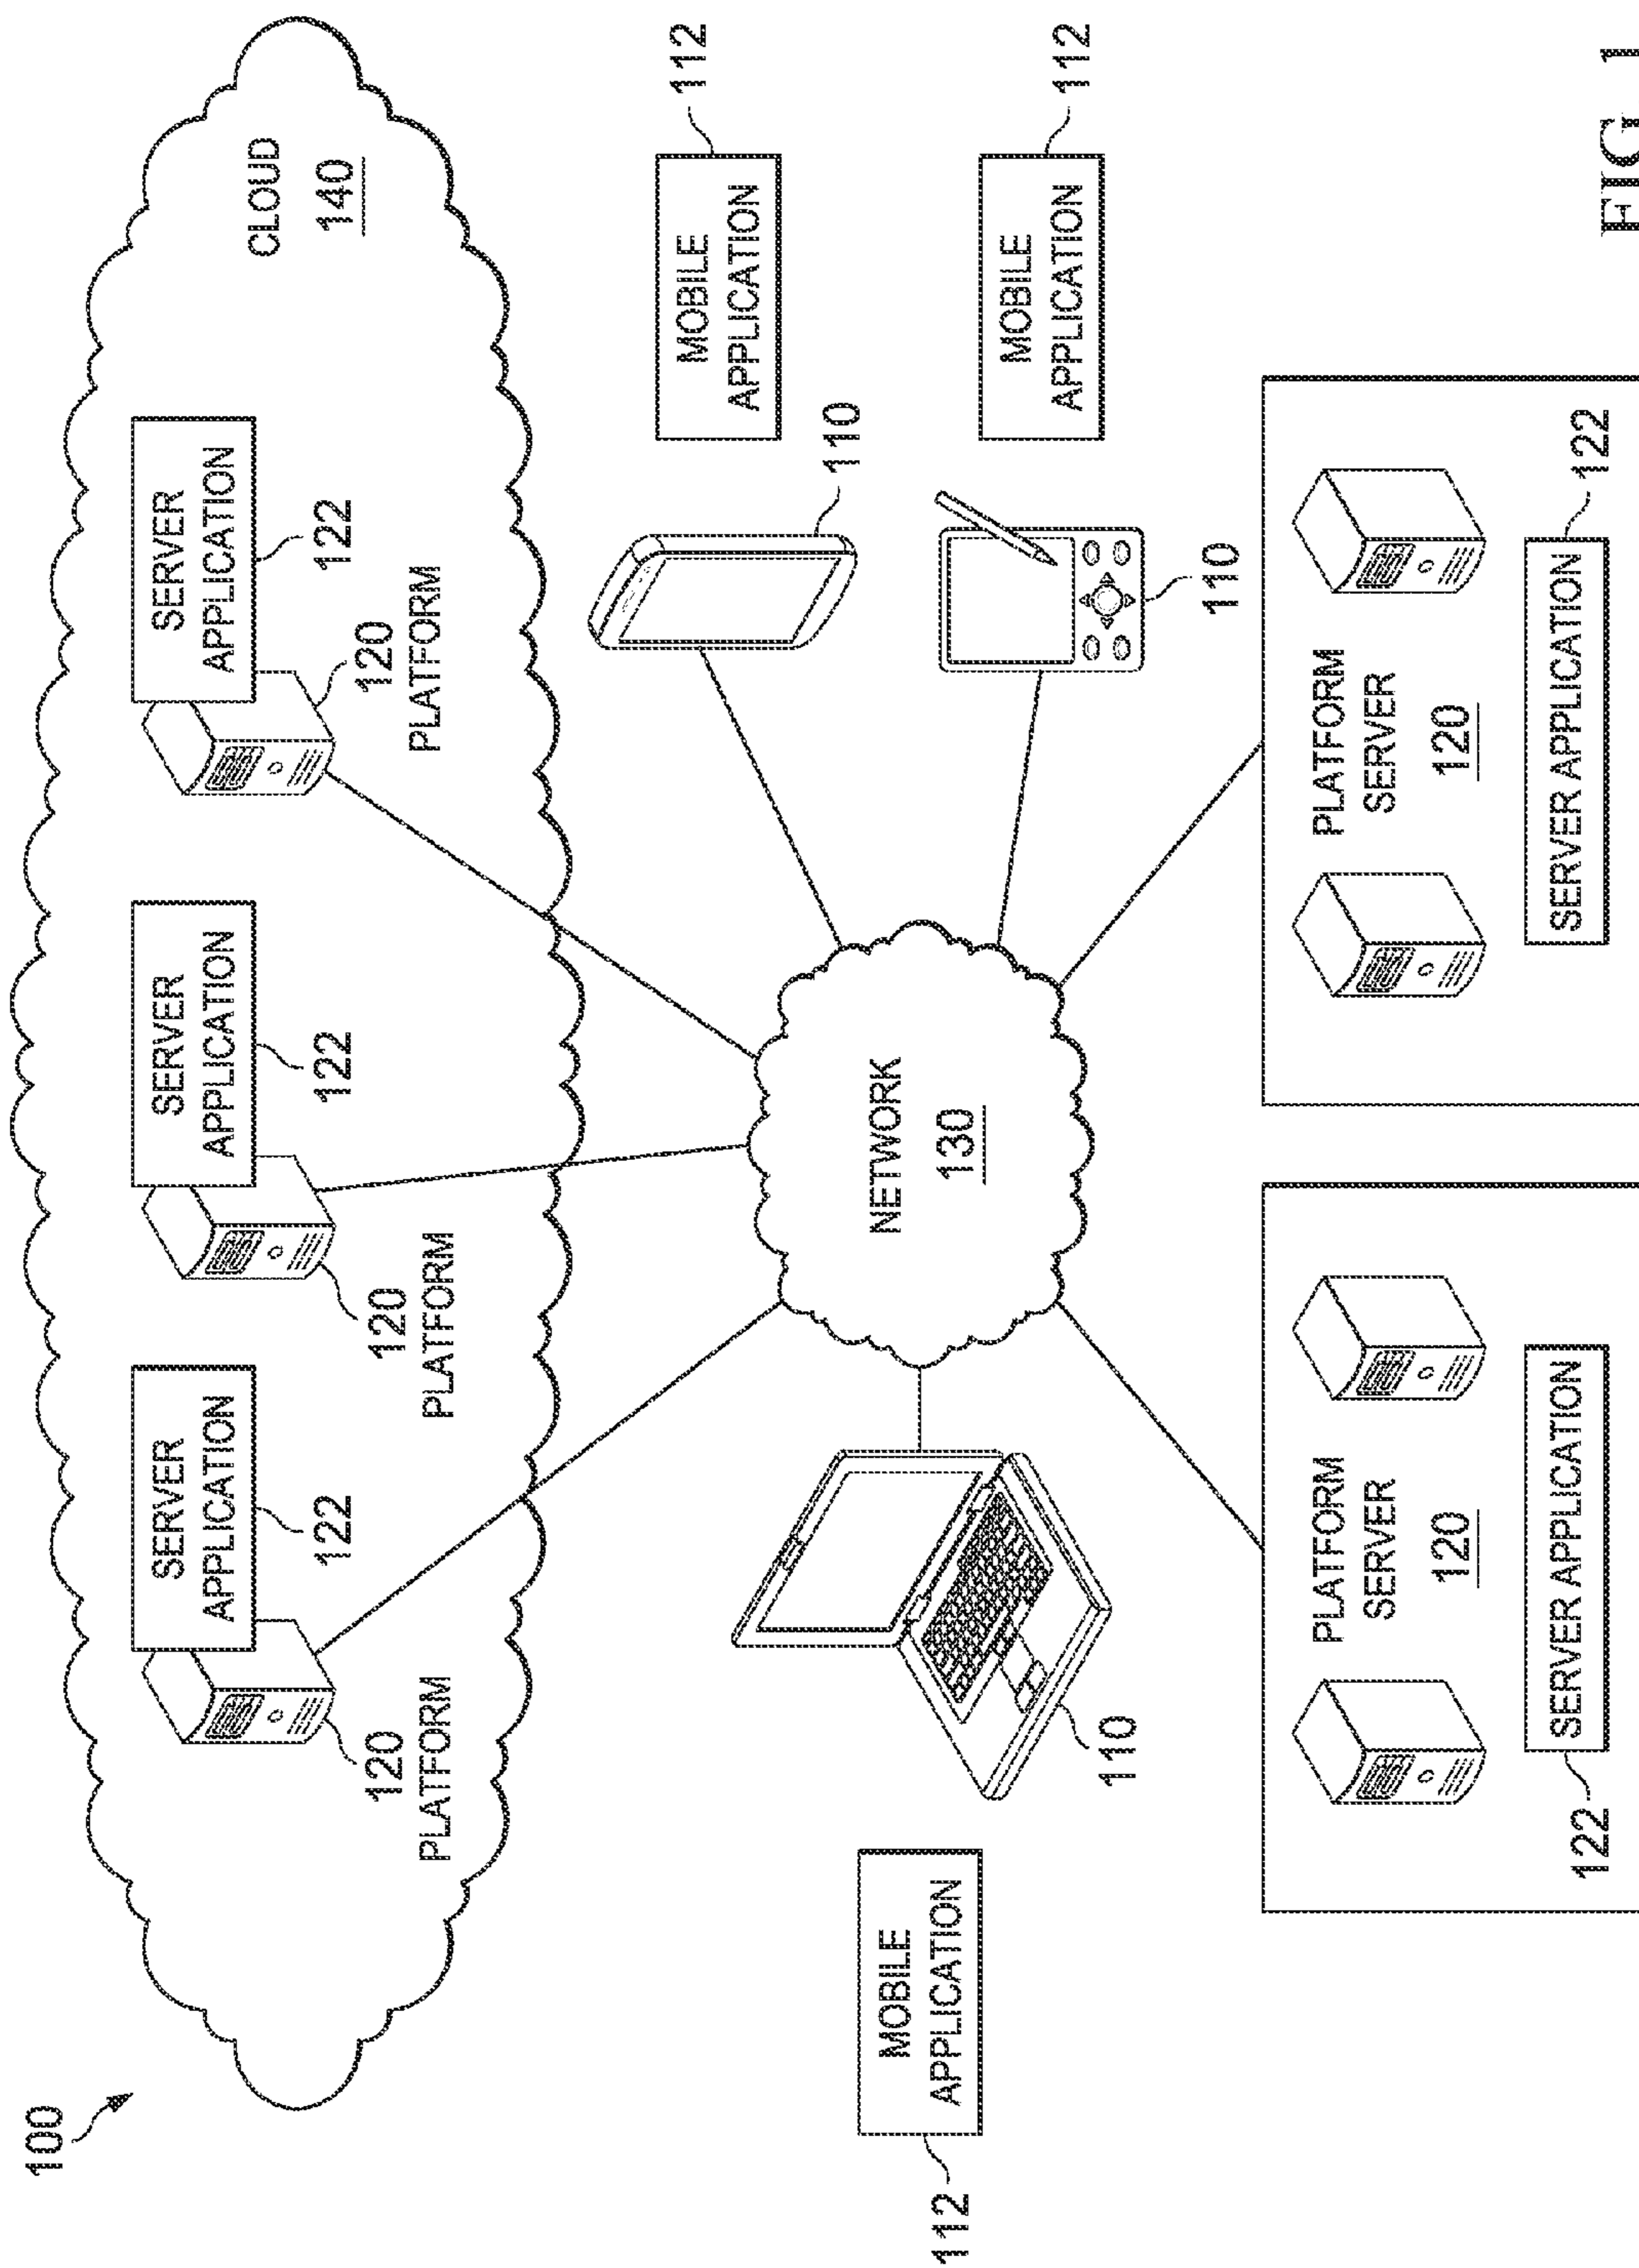 100
SERVER
APPLICATION
122
120
PLATFORM
SERVER
APPLICATION
122
120
PLATFORM
SERVER
APPLICATION
122
120
PLATFORM
CLOUD
140
MOBILE
APPLICATION
112
110
NETWORK
130
110
MOBILE
APPLICATION
112
110
MOBILE
APPLICATION
112
PLATFORM
SERVER
120
SERVER APPLICATION
122
PLATFORM
SERVER
120
SERVER APPLICATION
122
FIG 1